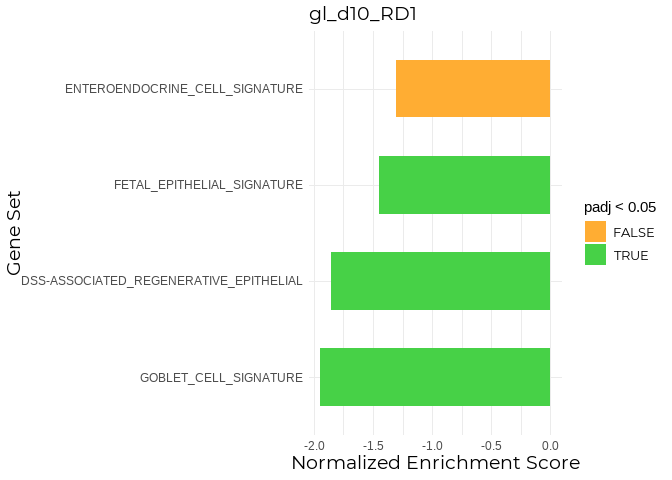 gl_d10_RD1
Gene Set
ENTEROENDOCRINE_CELL_SIGNATURE
FETAL_EPITHELIAL_SIGNATURE
DSS-ASSOCIATED_REGENERATIVE_EPITHELIAL
GOBLET_CELL_SIGNATURE
-2.0 -1.5 -1.0 -0.5 0.0
Normalized Enrichment Score
padj < 0.05
FALSE
TRUE